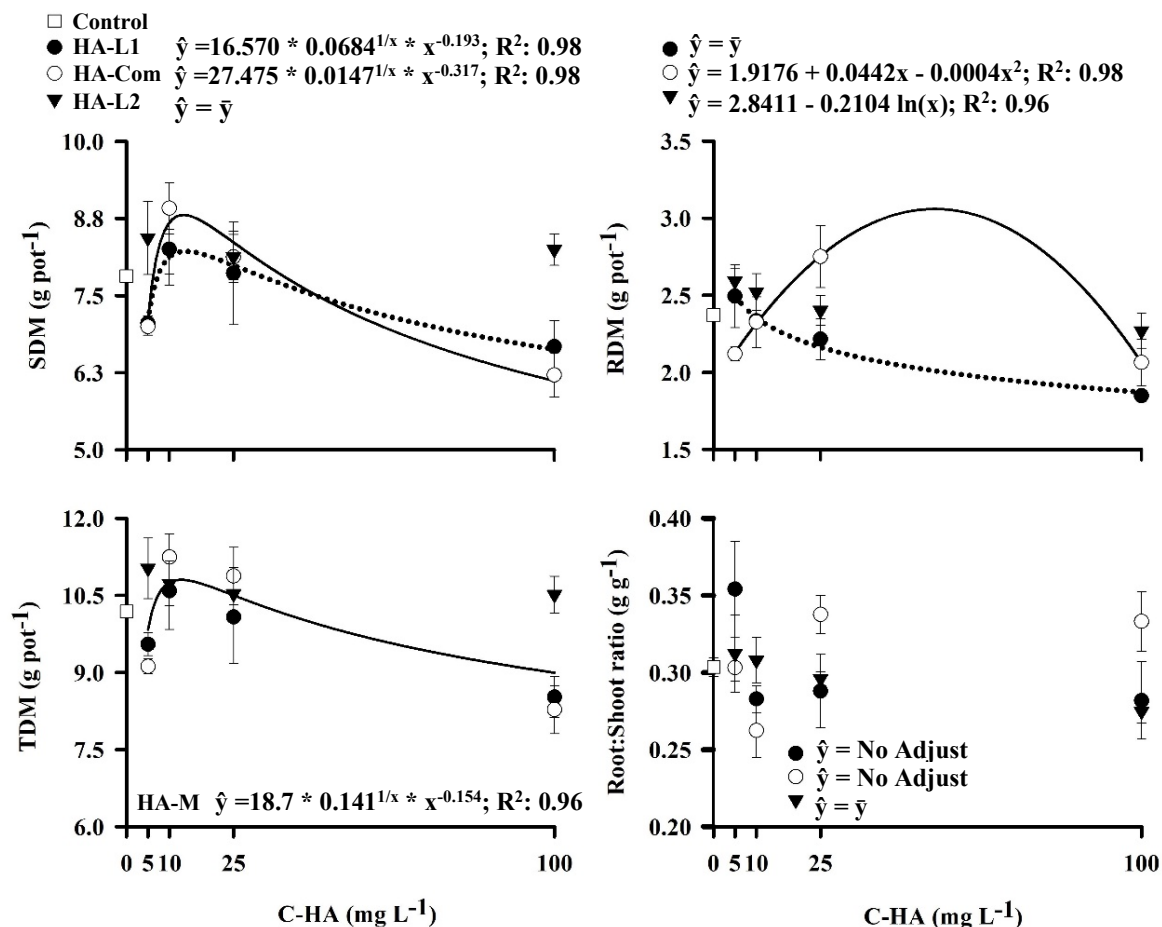 Control
HA-L1 ŷ =16.570 * 0.0684^1/x * x^-0.193; R²: 0.98
HA-Com ŷ =27.475 * 0.0147^1/x * x^-0.317; R²: 0.98
HA-L2 ŷ = ȳ
ŷ = ȳ
ŷ = 1.9176 + 0.0442x - 0.0004x²; R²: 0.98
ŷ = 2.8411 - 0.2104 ln(x); R²: 0.96
SDM (g pot⁻¹)
10.0
8.8
7.5
6.3
5.0
RDM (g pot⁻¹)
3.5
3.0
2.5
2.0
1.5
TDM (g pot⁻¹)
12.0
10.5
9.0
7.5
6.0
HA-M ŷ =18.7 * 0.141^1/x * x^-0.154; R²: 0.96
0 5 10 25 100
C-HA (mg L⁻¹)
Root:Shoot ratio (g g⁻¹)
0.40
0.35
0.30
0.25
0.20
ŷ = No Adjust
ŷ = No Adjust
ŷ = ȳ
0 5 10 25 100
C-HA (mg L⁻¹)